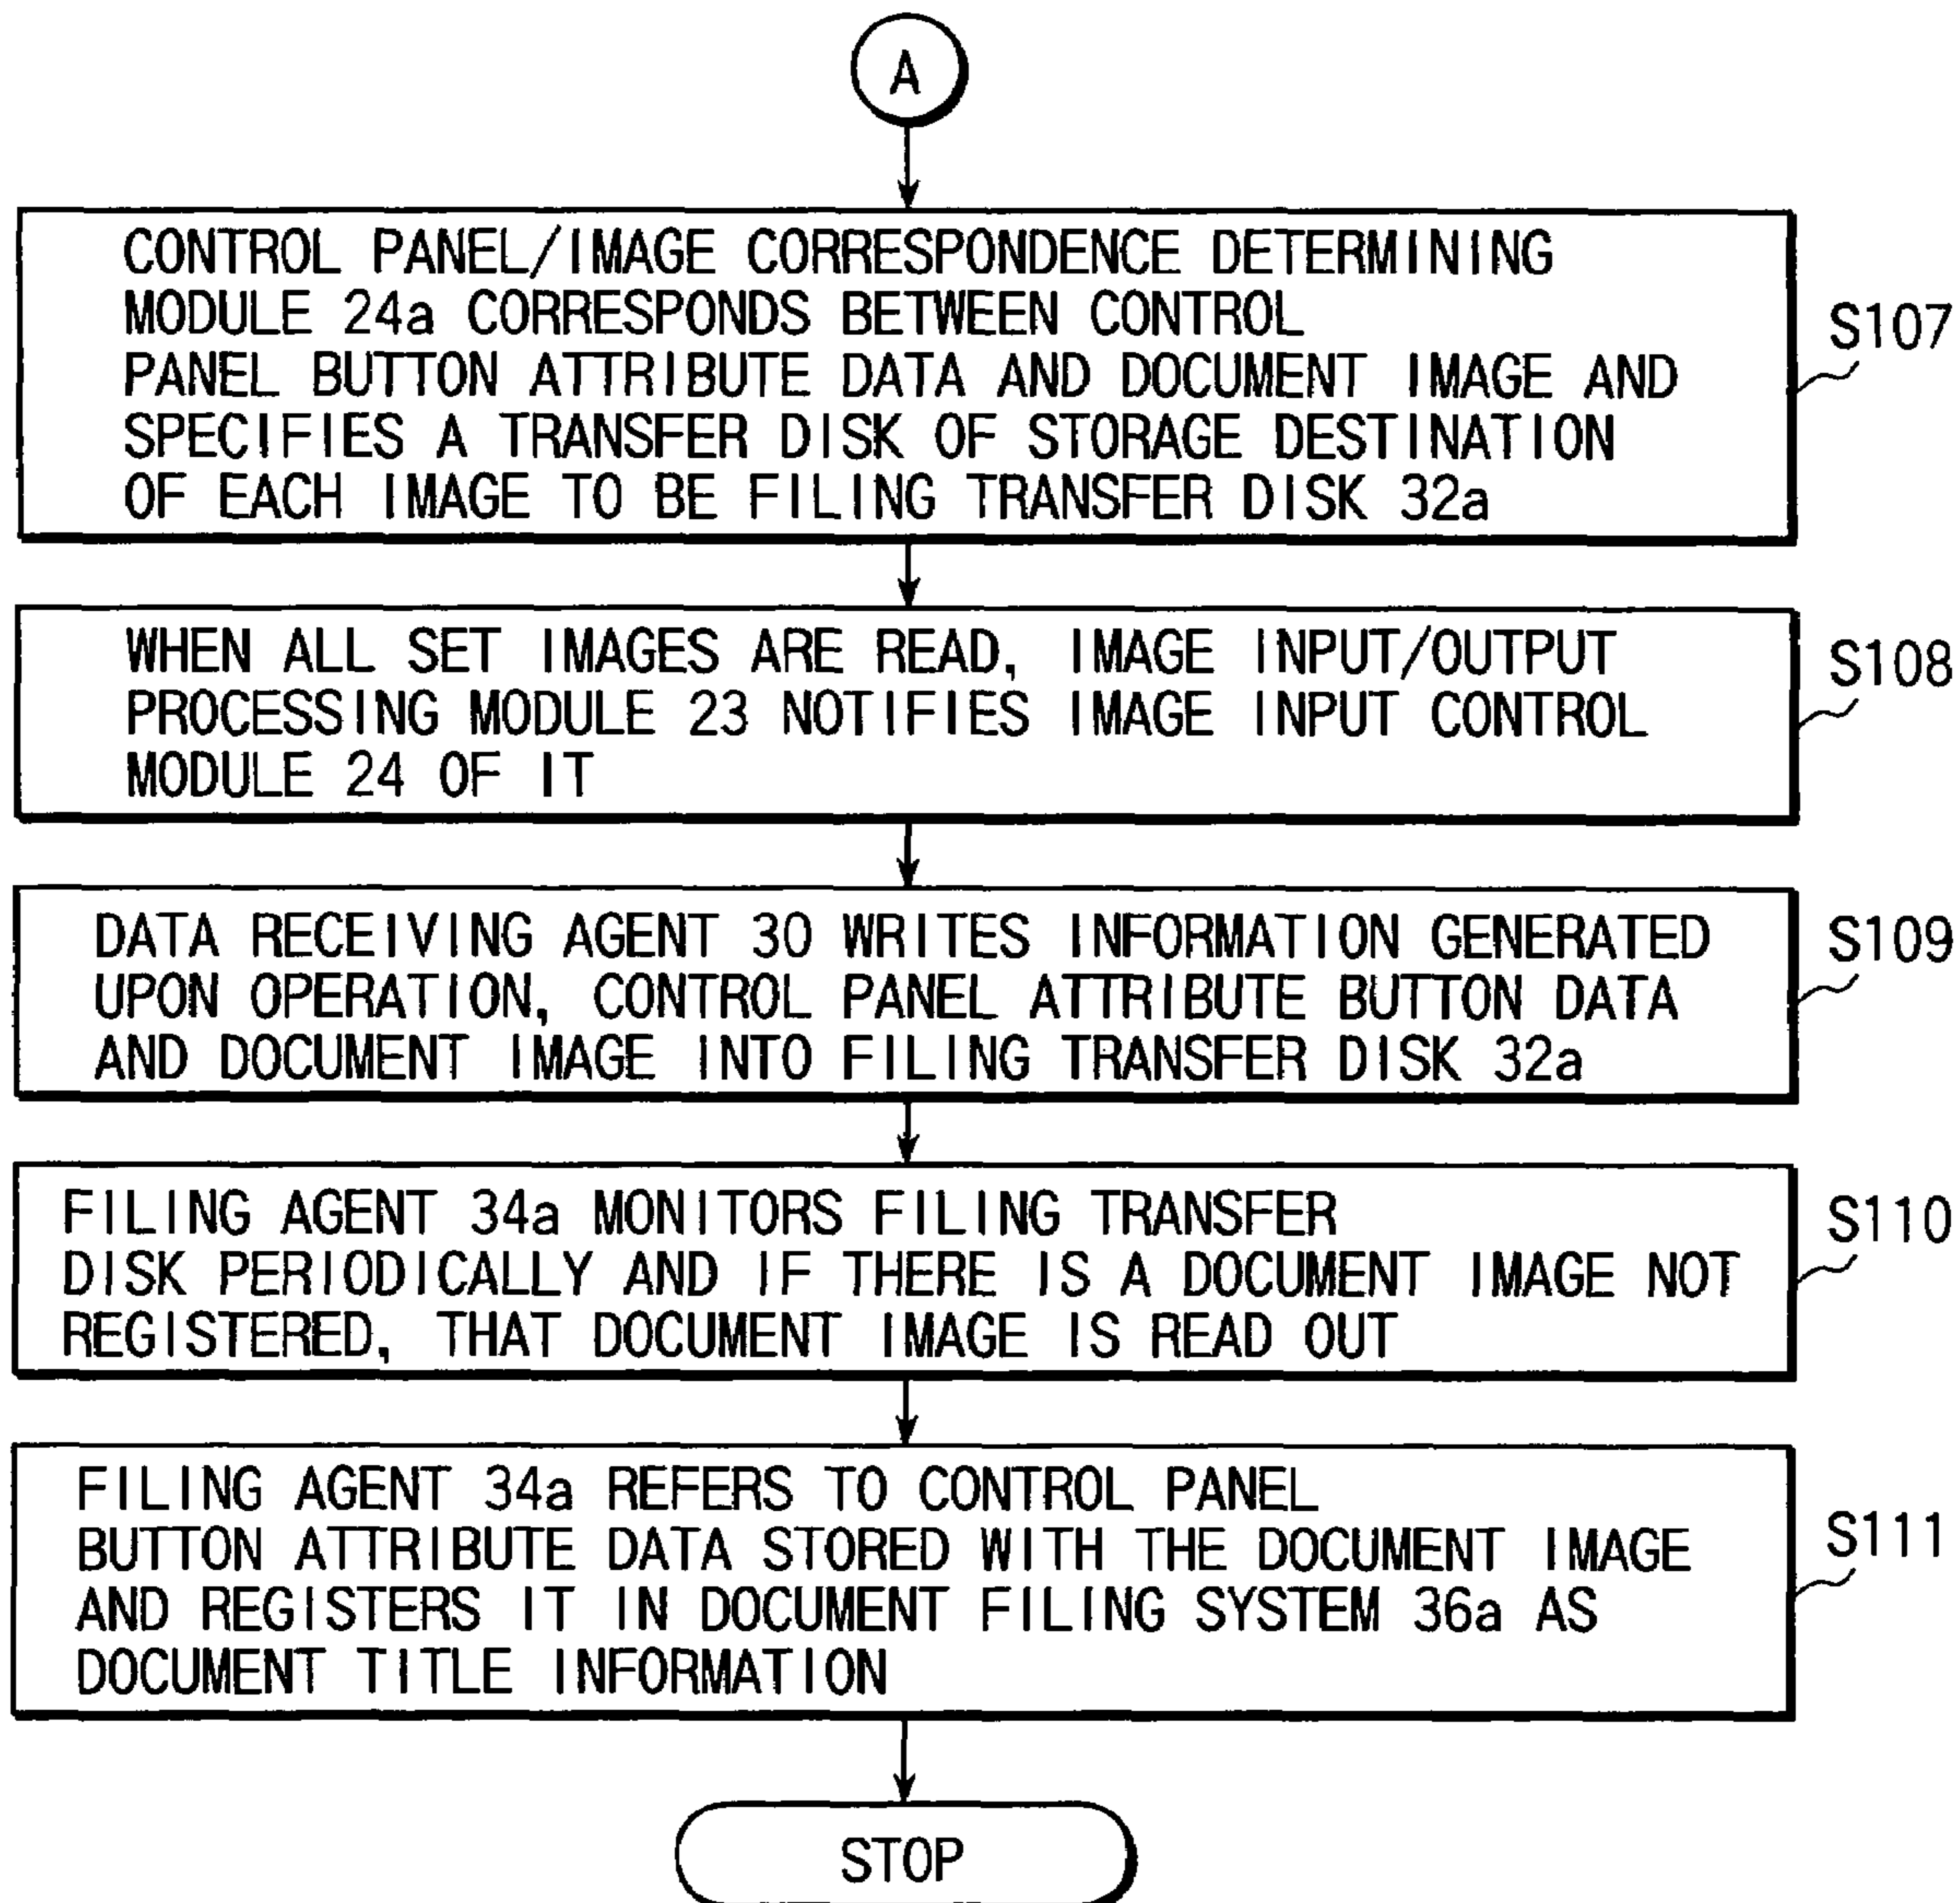 A
CONTROL PANEL/IMAGE CORRESPONDENCE DETERMINING
MODULE 24a CORRESPONDS BETWEEN CONTROL
PANEL BUTTON ATTRIBUTE DATA AND DOCUMENT IMAGE AND
SPECIFIES A TRANSFER DISK OF STORAGE DESTINATION
OF EACH IMAGE TO BE FILING TRANSFER DISK 32a
S107
WHEN ALL SET IMAGES ARE READ, IMAGE INPUT/OUTPUT
PROCESSING MODULE 23 NOTIFIES IMAGE INPUT CONTROL
MODULE 24 OF IT
S108
DATA RECEIVING AGENT 30 WRITES INFORMATION GENERATED
UPON OPERATION, CONTROL PANEL ATTRIBUTE BUTTON DATA
AND DOCUMENT IMAGE INTO FILING TRANSFER DISK 32a
S109
FILING AGENT 34a MONITORS FILING TRANSFER
DISK PERIODICALLY AND IF THERE IS A DOCUMENT IMAGE NOT
REGISTERED, THAT DOCUMENT IMAGE IS READ OUT
S110
FILING AGENT 34a REFERS TO CONTROL PANEL
BUTTON ATTRIBUTE DATA STORED WITH THE DOCUMENT IMAGE
AND REGISTERS IT IN DOCUMENT FILING SYSTEM 36a AS
DOCUMENT TITLE INFORMATION
S111
STOP